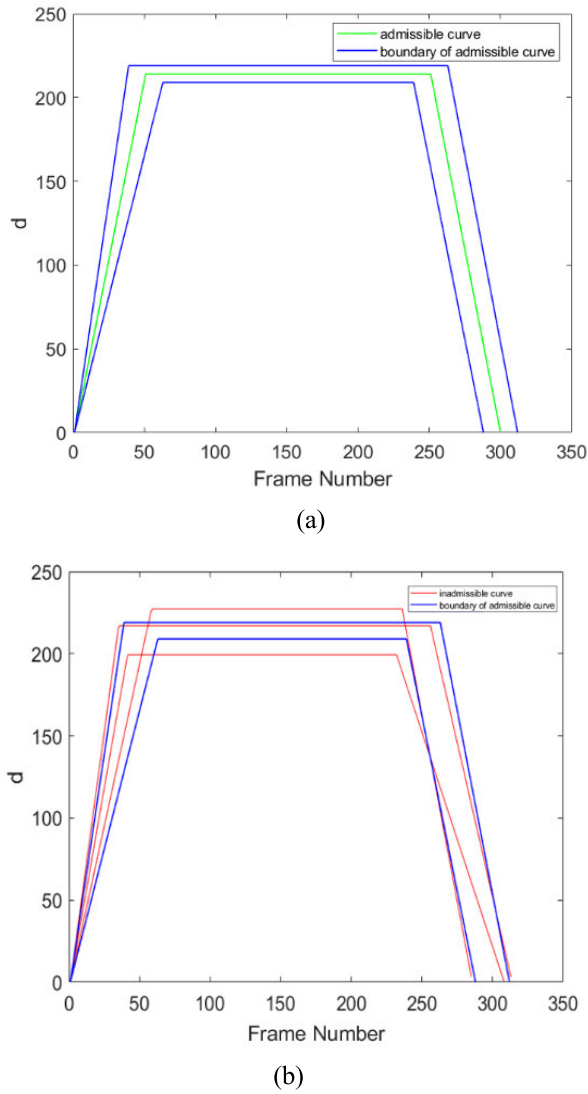 250
200
150
100
50
0
d
admissible curve
boundary of admissible curve
0 50 100 150 200 250 300 350
Frame Number
(a)
250
200
150
100
50
0
d
inadmissible curve
boundary of admissible curve
0 50 100 150 200 250 300 350
Frame Number
(b)